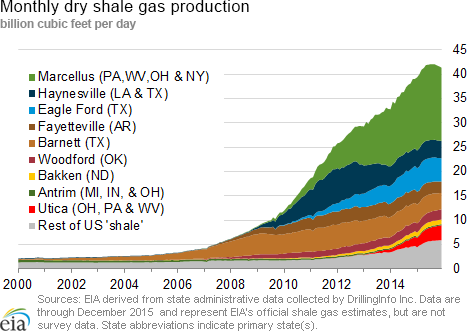 Monthly dry shale gas production
billion cubic feet per day
Marcellus (PA,WV,OH & NY)
Haynesville (LA & TX)
Eagle Ford (TX)
Fayetteville (AR)
Barnett (TX)
Woodford (OK)
Bakken (ND)
Antrim (MI, IN, & OH)
Utica (OH, PA & WV)
Rest of US 'shale'
45
40
35
30
25
20
15
10
5
0
2000 2002 2004 2006 2008 2010 2012 2014
Sources: EIA derived from state administrative data collected by DrillingInfo Inc. Data are
through December 2015 and represent EIA's official shale gas estimates, but are not
survey data. State abbreviations indicate primary state(s).
eia